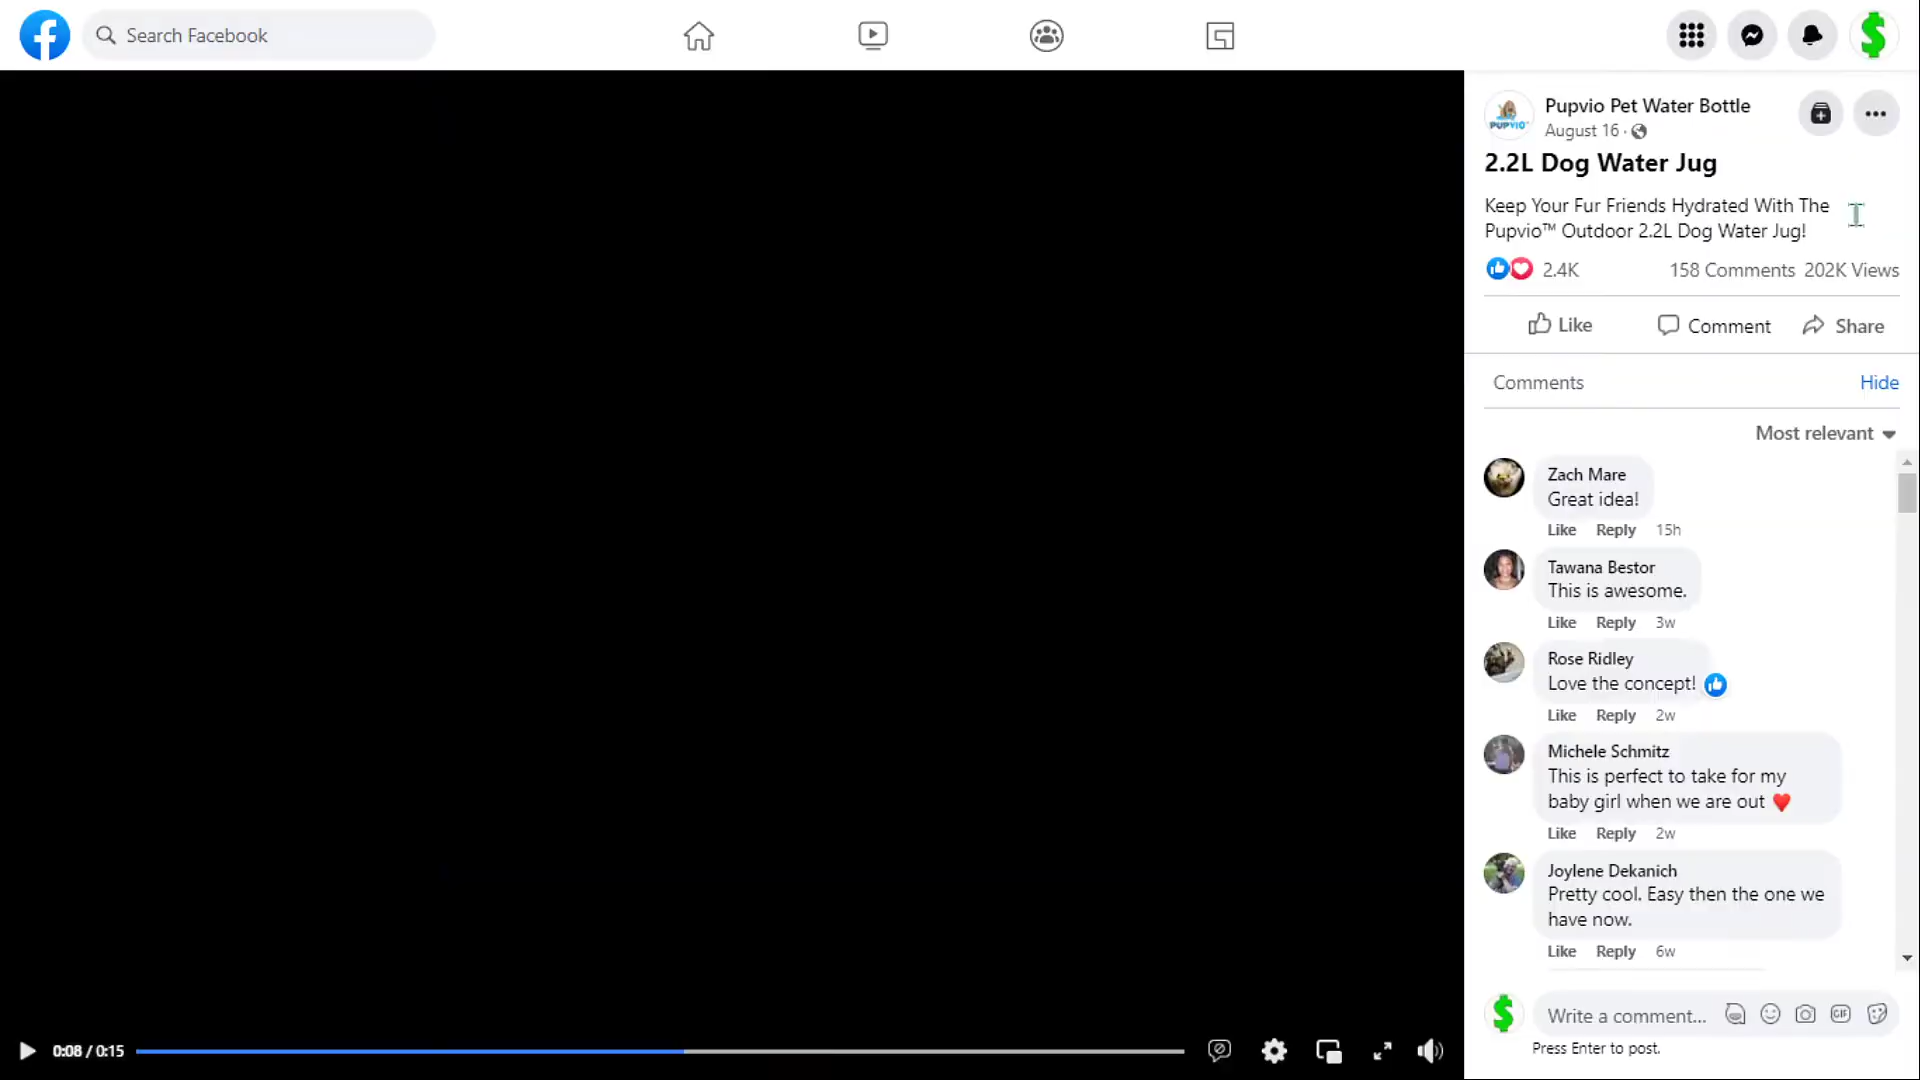 Search Facebook
PUPVIO
Pupvio Pet Water Bottle
August 16 ·
2.2L Dog Water Jug
Keep Your Fur Friends Hydrated With The
Pupvio™ Outdoor 2.2L Dog Water Jug!
2.4K 158 Comments 202K Views
Like Comment Share
Comments Hide
Most relevant
Zach Mare
Great idea!
Like Reply 15h
Tawana Bestor
This is awesome.
Like Reply 3w
Rose Ridley
Love the concept!
Like Reply 2w
Michele Schmitz
This is perfect to take for my
baby girl when we are out ❤️
Like Reply 2w
Joylene Dekanich
Pretty cool. Easy then the one we
have now.
Like Reply 6w
Write a comment...
GIF
Press Enter to post.
0:08 / 0:15